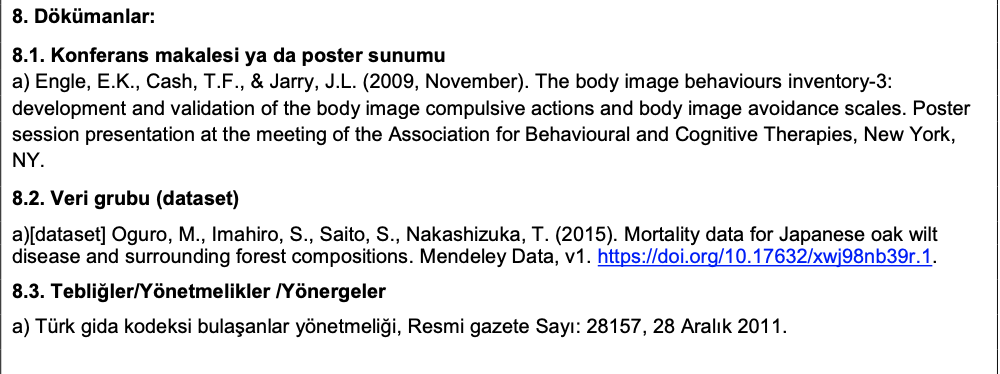 8. Dökümanlar:
8.1. Konferans makalesi ya da poster sunumu
a) Engle, E.K., Cash, T.F., & Jarry, J.L. (2009, November). The body image behaviours inventory-3:
development and validation of the body image compulsive actions and body image avoidance scales. Poster
session presentation at the meeting of the Association for Behavioural and Cognitive Therapies, New York,
NY.
8.2. Veri grubu (dataset)
a)[dataset] Oguro, M., Imahiro, S., Saito, S., Nakashizuka, T. (2015). Mortality data for Japanese oak wilt
disease and surrounding forest compositions. Mendeley Data, v1. https://doi.org/10.17632/xwj98nb39r.1.
8.3. Tebliğler/Yönetmelikler /Yönergeler
a) Türk gida kodeksi bulaşanlar yönetmeliği, Resmi gazete Sayı: 28157, 28 Aralık 2011.